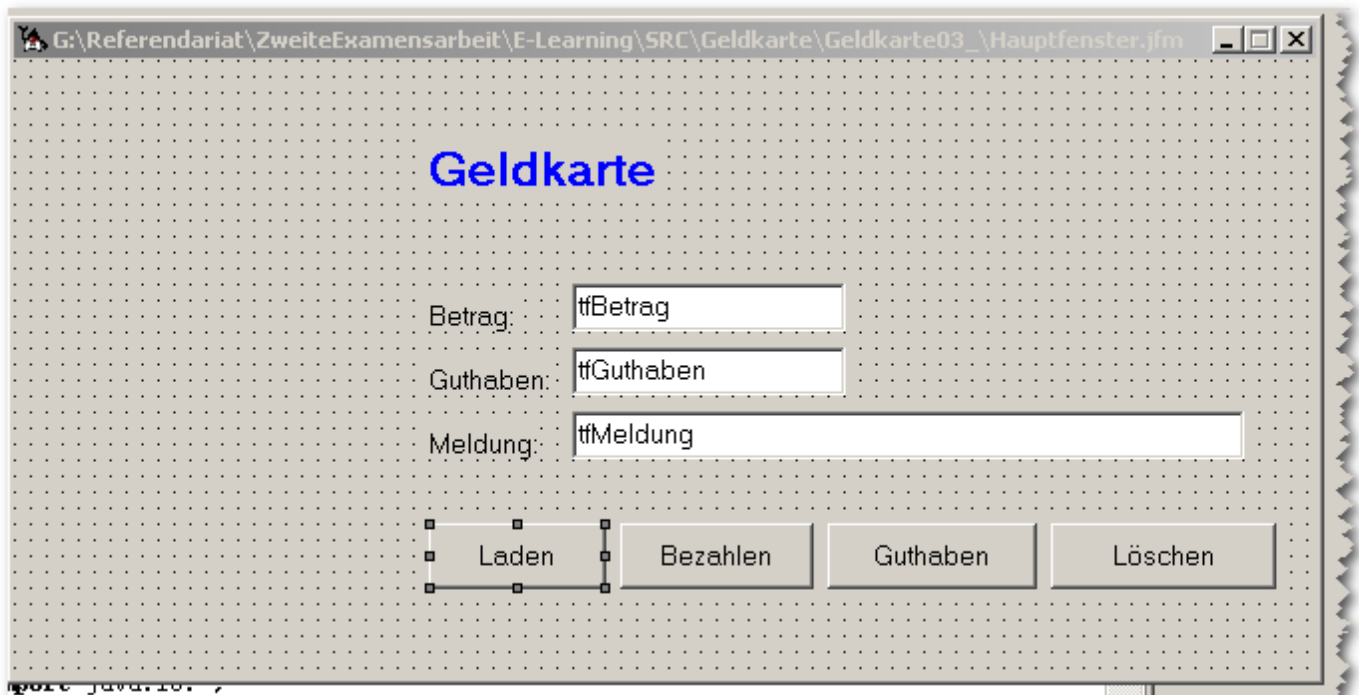 G:\Referendariat\ZweiteExamensarbeit\E-Learning\SRC\Geldkarte\Geldkarte03_\Hauptfenster.jfm
Geldkarte
Betrag: tfBetrag
Guthaben: tfGuthaben
Meldung: tfMeldung
Laden Bezahlen Guthaben Löschen